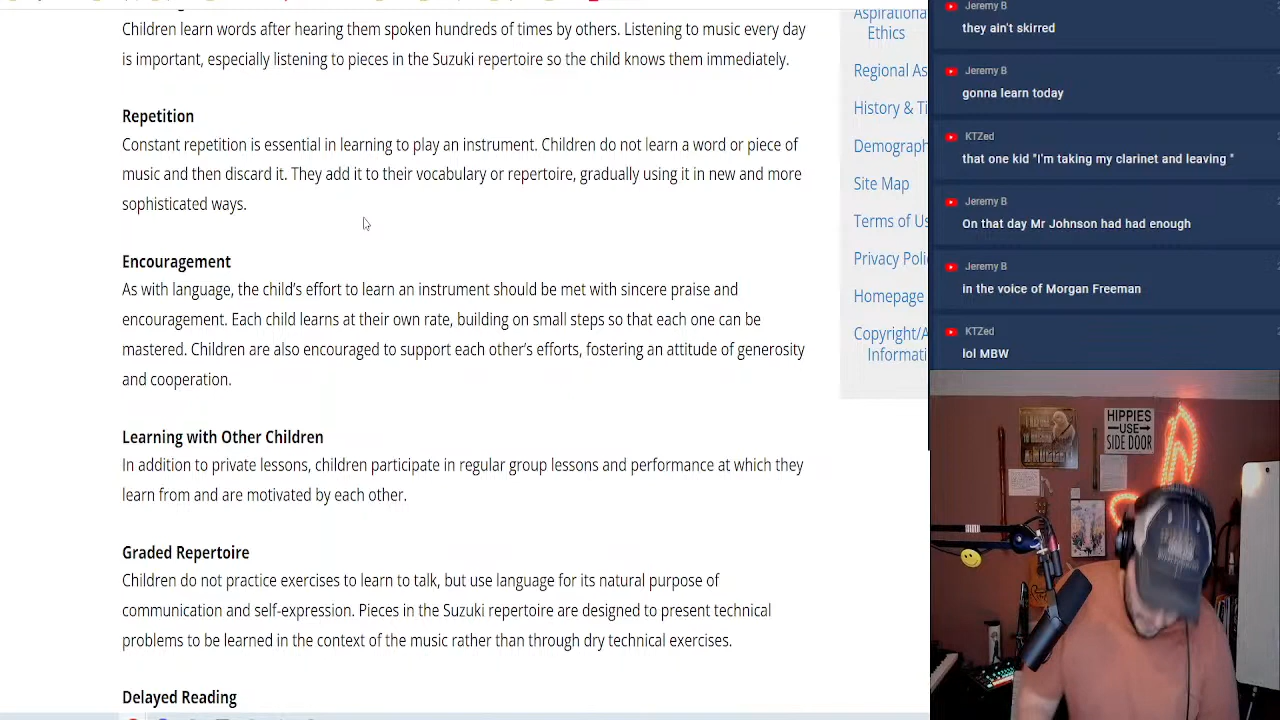 Children learn words after hearing them spoken hundreds of times by others. Listening to music every day
is important, especially listening to pieces in the Suzuki repertoire so the child knows them immediately.
Repetition
Constant repetition is essential in learning to play an instrument. Children do not learn a word or piece of
music and then discard it. They add it to their vocabulary or repertoire, gradually using it in new and more
sophisticated ways.
Encouragement
As with language, the child's effort to learn an instrument should be met with sincere praise and
encouragement. Each child learns at their own rate, building on small steps so that each one can be
mastered. Children are also encouraged to support each other's efforts, fostering an attitude of generosity
and cooperation.
Learning with Other Children
In addition to private lessons, children participate in regular group lessons and performance at which they
learn from and are motivated by each other.
Graded Repertoire
Children do not practice exercises to learn to talk, but use language for its natural purpose of
communication and self-expression. Pieces in the Suzuki repertoire are designed to present technical
problems to be learned in the context of the music rather than through dry technical exercises.
Delayed Reading
Aspirational
Ethics
Regional As
History & Ti
Demograph
Site Map
Terms of Us
Privacy Poli
Homepage
Copyright/A
Informati
Jeremy B
they ain't skirred
Jeremy B
gonna learn today
KTZed
that one kid "I'm taking my clarinet and leaving "
Jeremy B
On that day Mr Johnson had had enough
Jeremy B
in the voice of Morgan Freeman
KTZed
lol MBW
HIPPIES
USE
SIDE DOOR